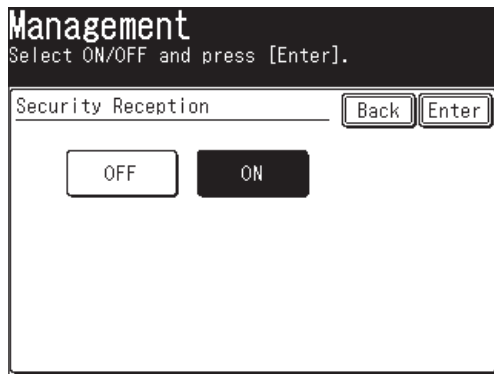 Management
Select ON/OFF and press [Enter].
Security Reception
Back Enter
OFF ON